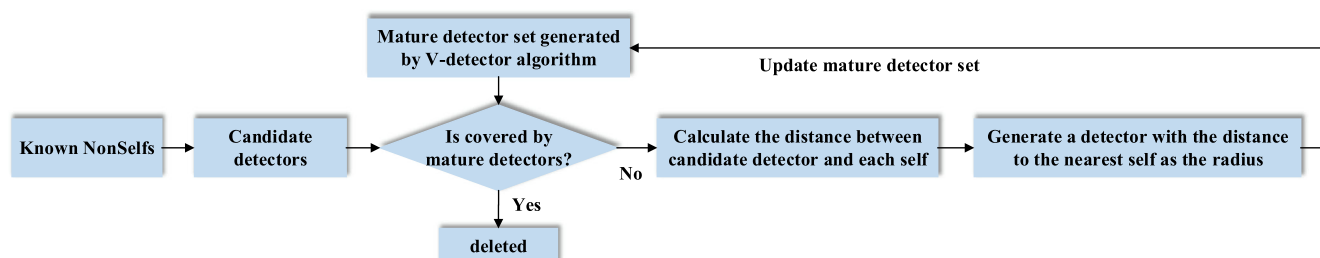 Mature detector set generated
by V-detector algorithm
Update mature detector set
Known NonSelfs
Candidate
detectors
Is covered by
mature detectors?
No
Calculate the distance between
candidate detector and each self
Generate a detector with the distance
to the nearest self as the radius
Yes
deleted